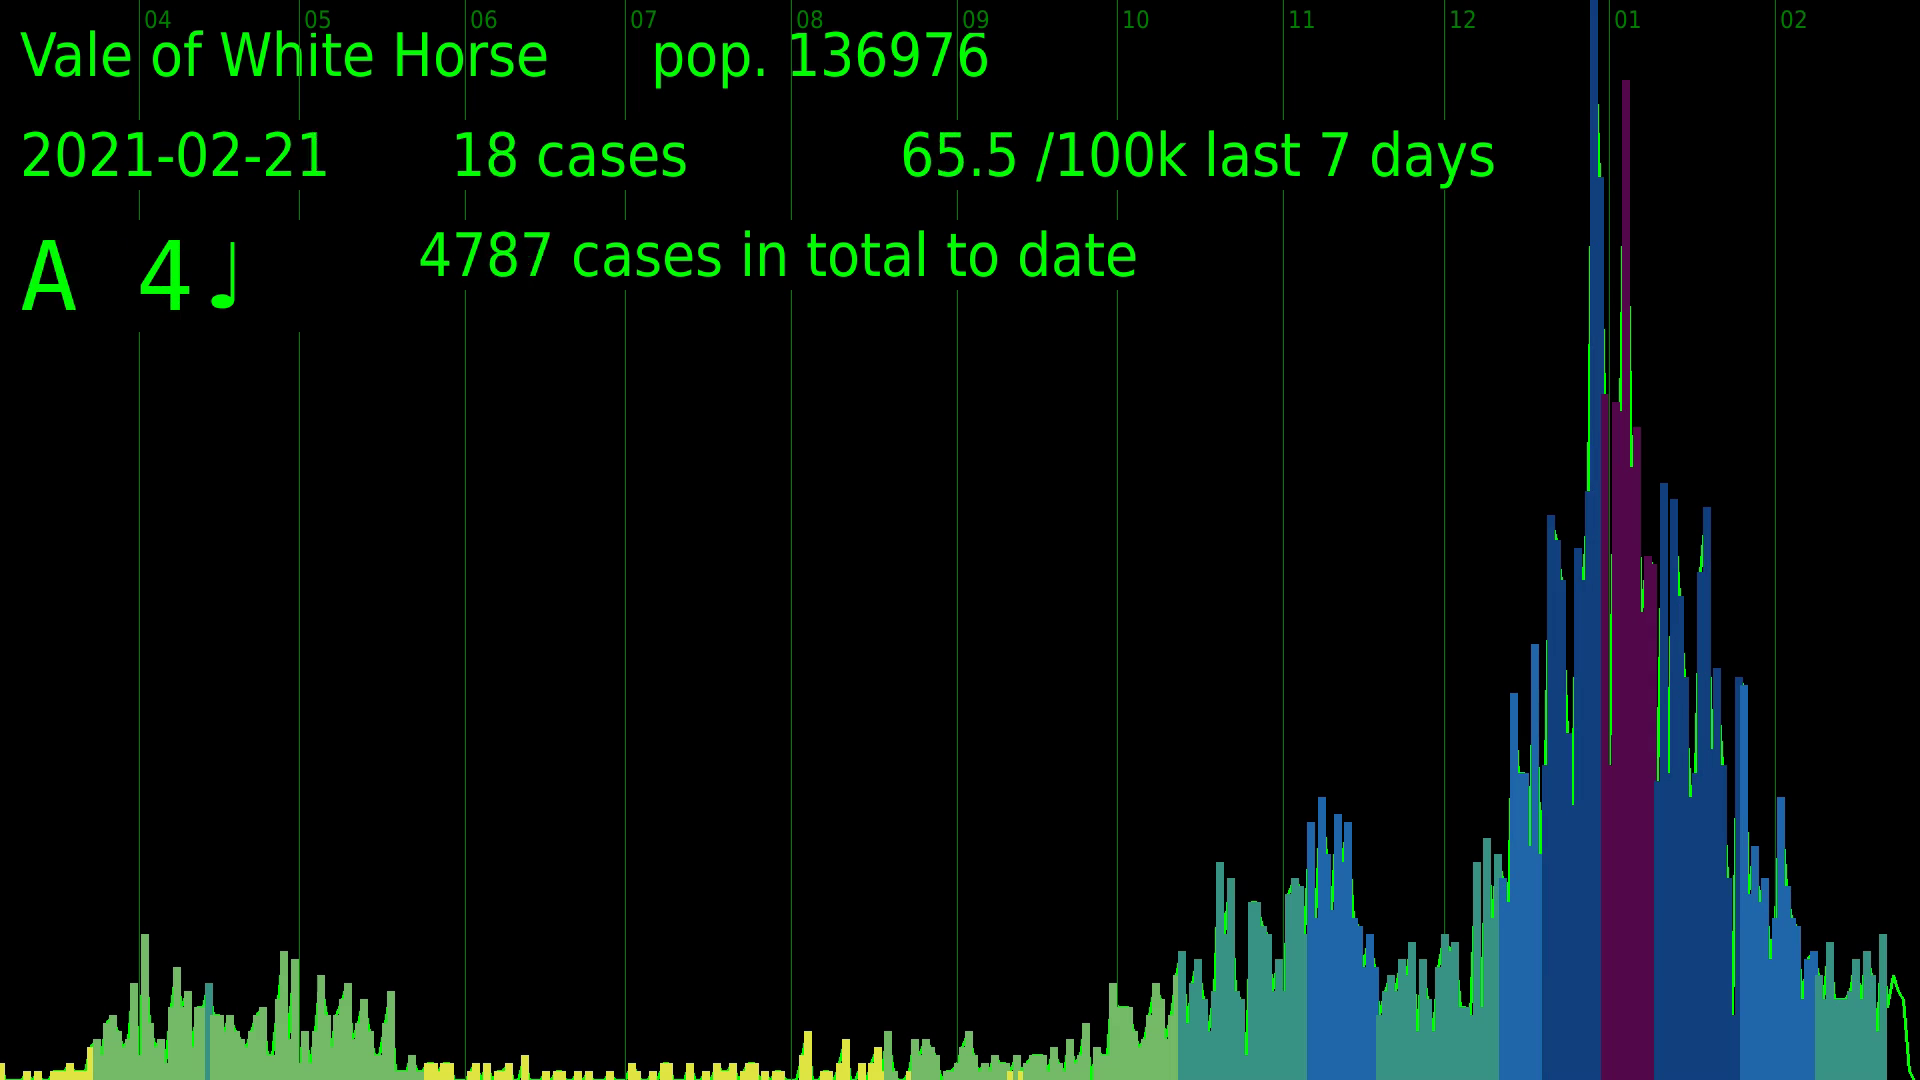 04 05 06 07 08 09 10 11 12 01 02
Vale of White Horse pop. 136976
2021-02-21 18 cases 65.5 /100k last 7 days
A 4♩ 4787 cases in total to date